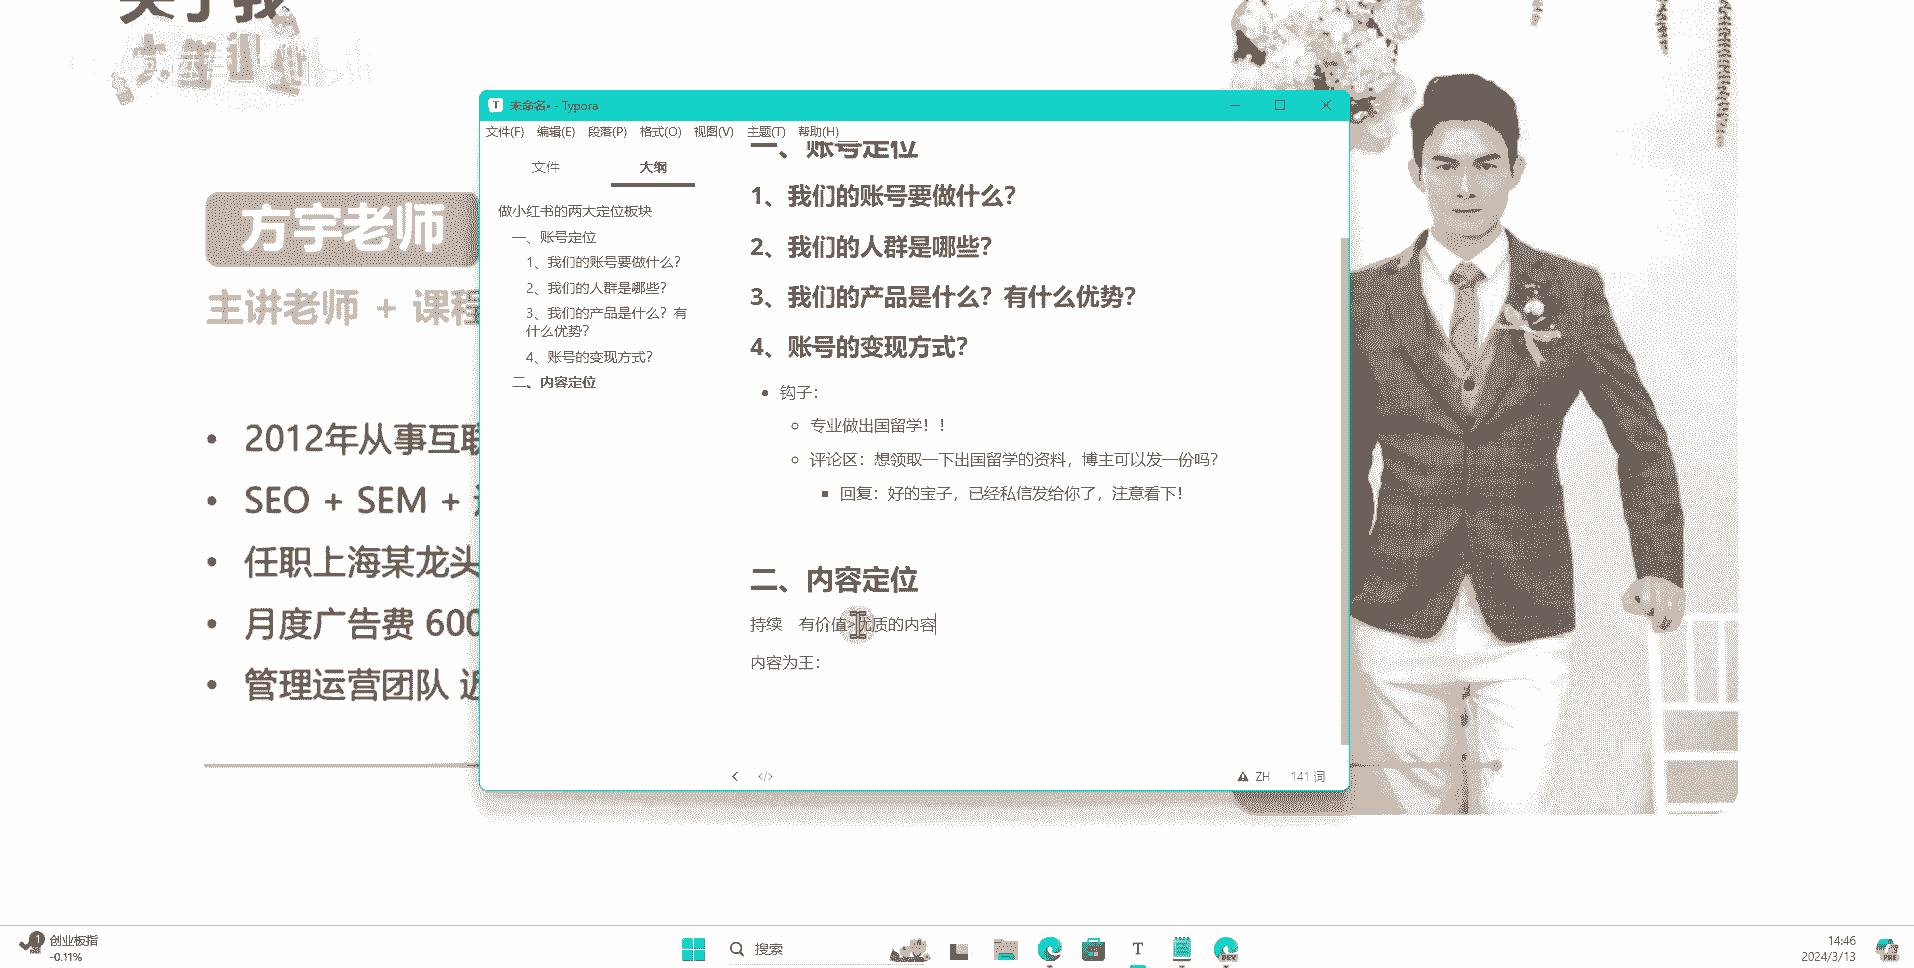 关于我
未命名• - Typora
文件(F) 编辑(E) 段落(P) 格式(O) 视图(V) 主题(T) 帮助(H)
文件 大纲
做小红书的两大定位板块
一、账号定位
1、我们的账号要做什么？
2、我们的人群是哪些？
3、我们的产品是什么？有
什么优势？
4、账号的变现方式？
二、内容定位
一、账号定位
1、我们的账号要做什么？
2、我们的人群是哪些？
3、我们的产品是什么？有什么优势？
4、账号的变现方式？
钩子：
专业做出国留学！！
评论区：想领取一下出国留学的资料，博主可以发一份吗？
回复：好的宝子，已经私信发给你了，注意看下！
二、内容定位
持续 有价值>优质的内容
内容为王：
ZH 141 词
方宇老师
主讲老师 + 课程
• 2012年从事互联
• SEO + SEM +
• 任职上海某龙头
• 月度广告费 600
• 管理运营团队 近
1
创业板指
-0.11%
搜索
T
DEV
14:46
2024/3/13
PRE